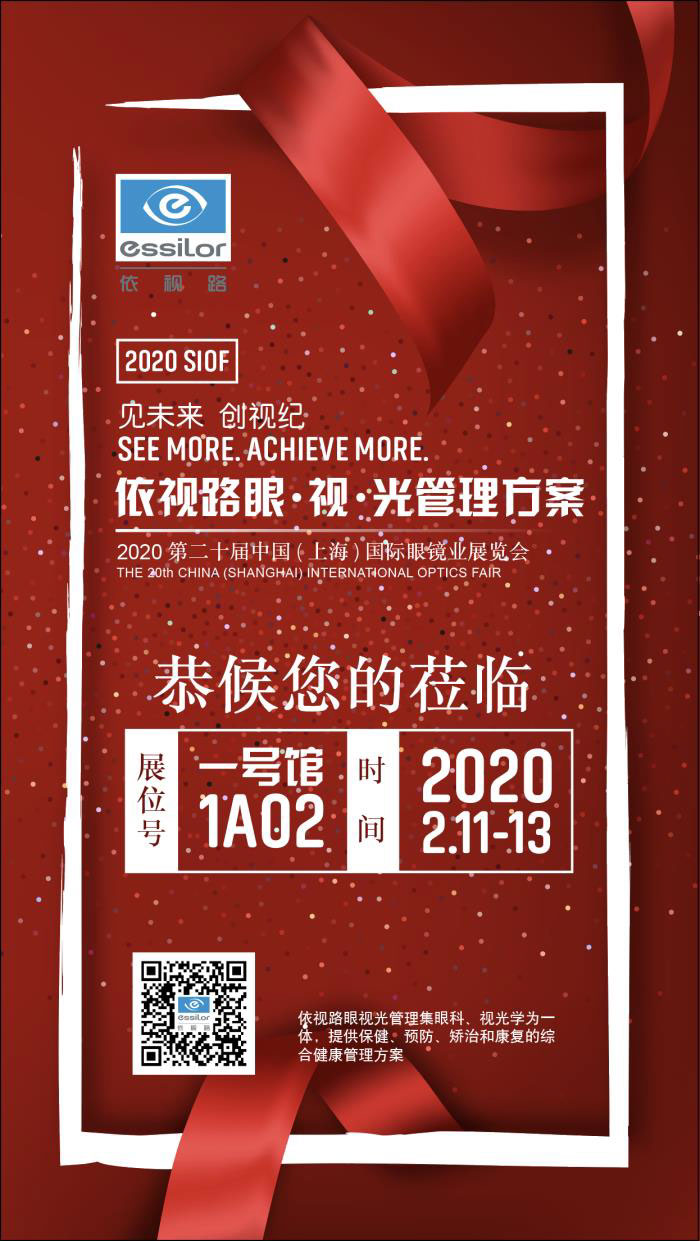 essilor
依 视 路
2020 SIOF
见未来 创视纪
SEE MORE. ACHIEVE MORE.
依视路眼·视·光管理方案
2020 第二十届中国(上海)国际眼镜业展览会
THE 20th CHINA (SHANGHAI) INTERNATIONAL OPTICS FAIR
恭候您的莅临
展位号
一号馆
1A02
时间
2020
2.11-13
essilor
依视路
依视路眼视光管理集眼科、视光学为一
体，提供保健、预防、矫治和康复的综
合健康管理方案